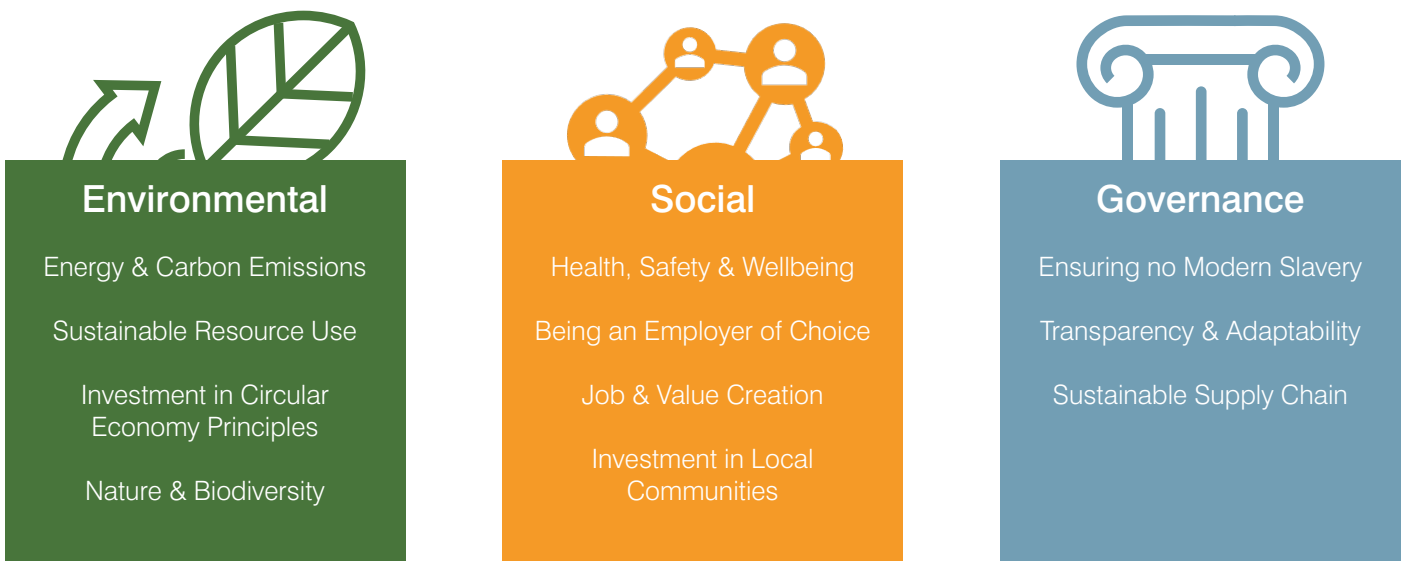 Environmental
Energy & Carbon Emissions
Sustainable Resource Use
Investment in Circular
Economy Principles
Nature & Biodiversity
Social
Health, Safety & Wellbeing
Being an Employer of Choice
Job & Value Creation
Investment in Local
Communities
Governance
Ensuring no Modern Slavery
Transparency & Adaptability
Sustainable Supply Chain